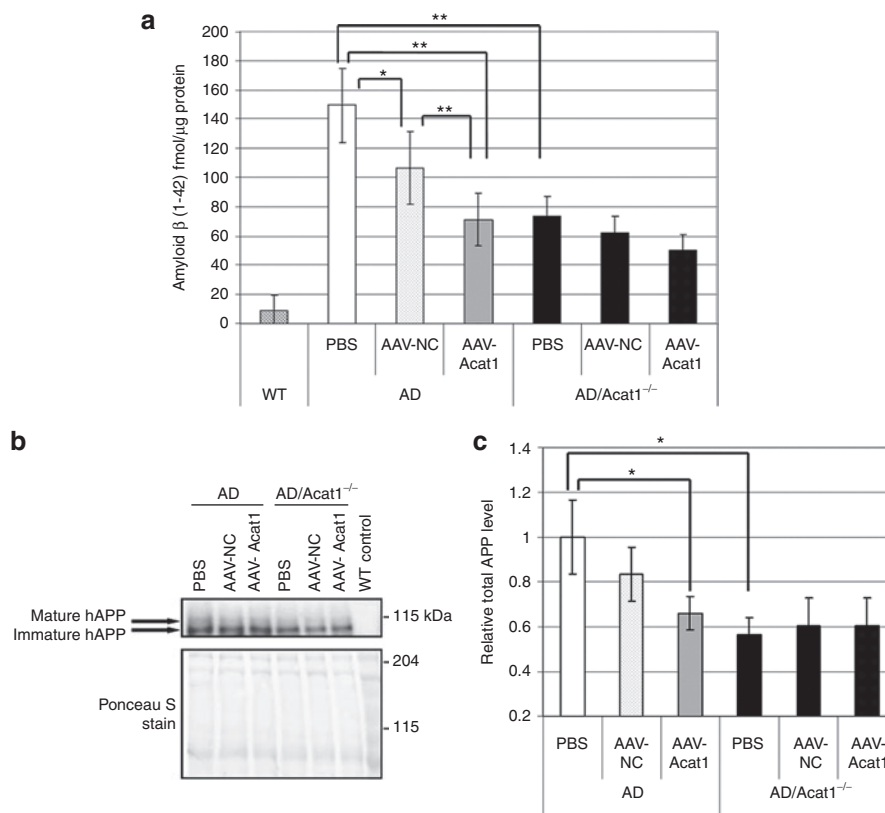 a
Amyloid β (1-42) fmol/μg protein
200
180
160
140
120
100
80
60
40
20
0
**
**
*
**
PBS AAV-NC AAV-Acat1 PBS AAV-NC AAV-Acat1
WT AD AD/Acat1⁻/⁻
b
AD AD/Acat1⁻/⁻
PBS AAV-NC AAV- Acat1 PBS AAV-NC AAV- Acat1 WT control
Mature hAPP
Immature hAPP
115 kDa
Ponceau S
stain
204
115
c
Relative total APP level
1.4
1.2
1
0.8
0.6
0.4
0.2
*
*
PBS AAV-NC AAV-Acat1 PBS AAV-NC AAV-Acat1
AD AD/Acat1⁻/⁻